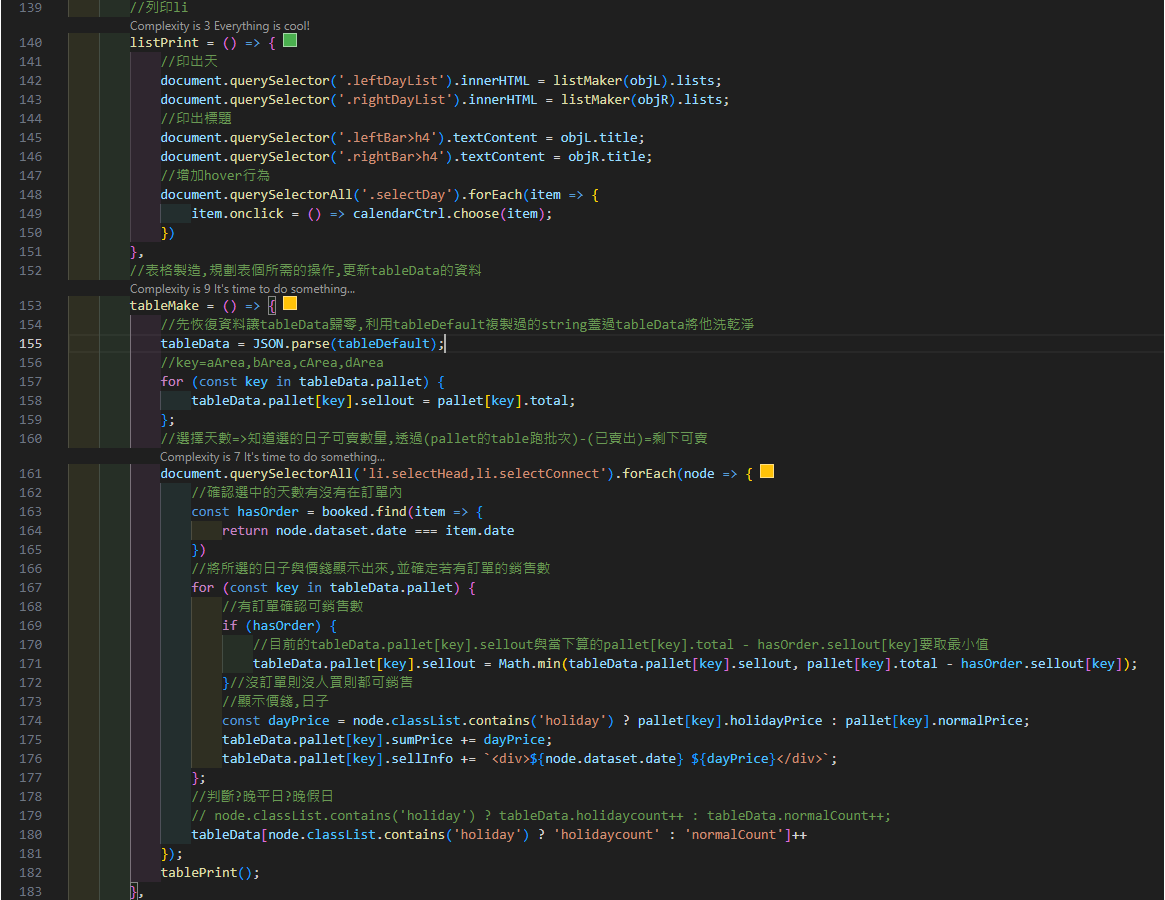 139 //列印li
Complexity is 3 Everything is cool!
140 listPrint = () => {
141 //印出天
142 document.querySelector('.leftDayList').innerHTML = listMaker(objL).lists;
143 document.querySelector('.rightDayList').innerHTML = listMaker(objR).lists;
144 //印出標題
145 document.querySelector('.leftBar>h4').textContent = objL.title;
146 document.querySelector('.rightBar>h4').textContent = objR.title;
147 //增加hover行為
148 document.querySelectorAll('.selectDay').forEach(item => {
149 item.onclick = () => calendarCtrl.choose(item);
150 })
151 },
152 //表格製造,規劃表個所需的操作,更新tableData的資料
Complexity is 9 It's time to do something...
153 tableMake = () => {
154 //先恢復資料讓tableData歸零,利用tableDefault複製過的string蓋過tableData將他洗乾淨
155 tableData = JSON.parse(tableDefault);
156 //key=aArea,bArea,cArea,dArea
157 for (const key in tableData.pallet) {
158 tableData.pallet[key].sellout = pallet[key].total;
159 };
160 //選擇天數=>知道選的日子可賣數量,透過(pallet的table跑批次)-(已賣出)=剩下可賣
Complexity is 7 It's time to do something...
161 document.querySelectorAll('li.selectHead,li.selectConnect').forEach(node => {
162 //確認選中的天數有沒有在訂單內
163 const hasOrder = booked.find(item => {
164 return node.dataset.date === item.date
165 })
166 //將所選的日子與價錢顯示出來,並確定若有訂單的銷售數
167 for (const key in tableData.pallet) {
168 //有訂單確認可銷售數
169 if (hasOrder) {
170 //目前的tableData.pallet[key].sellout與當下算的pallet[key].total - hasOrder.sellout[key]要取最小值
171 tableData.pallet[key].sellout = Math.min(tableData.pallet[key].sellout, pallet[key].total - hasOrder.sellout[key]);
172 }//沒訂單則沒人買則都可銷售
173 //顯示價錢,日子
174 const dayPrice = node.classList.contains('holiday') ? pallet[key].holidayPrice : pallet[key].normalPrice;
175 tableData.pallet[key].sumPrice += dayPrice;
176 tableData.pallet[key].sellInfo += `<div>${node.dataset.date} ${dayPrice}</div>`;
177 };
178 //判斷?晚平日?晚假日
179 // node.classList.contains('holiday') ? tableData.holidaycount++ : tableData.normalCount++;
180 tableData[node.classList.contains('holiday') ? 'holidaycount' : 'normalCount']++
181 });
182 tablePrint();
183 },